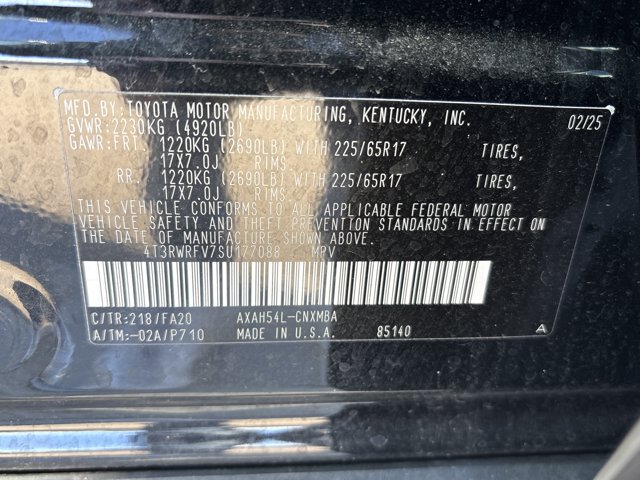 MFD.BY:TOYOTA MOTOR MANUFACTURING, KENTUCKY, INC. 02/25
GVWR:2230KG (4920LB)
GAWR:FRT. 1220KG (2690LB) WITH 225/65R17 TIRES,
17X7.0J RIMS
RR. 1220KG (2690LB) WITH 225/65R17 TIRES,
17X7.0J RIMS
THIS VEHICLE CONFORMS TO ALL APPLICABLE FEDERAL MOTOR
VEHICLE SAFETY AND THEFT PREVENTION STANDARDS IN EFFECT ON
THE DATE OF MANUFACTURE SHOWN ABOVE.
4T3RWRFV7SU177088 MPV
C/TR:218/FA20 AXAH54L-CNXMBA
A/TM:-02A/P710 MADE IN U.S.A. 85140 A